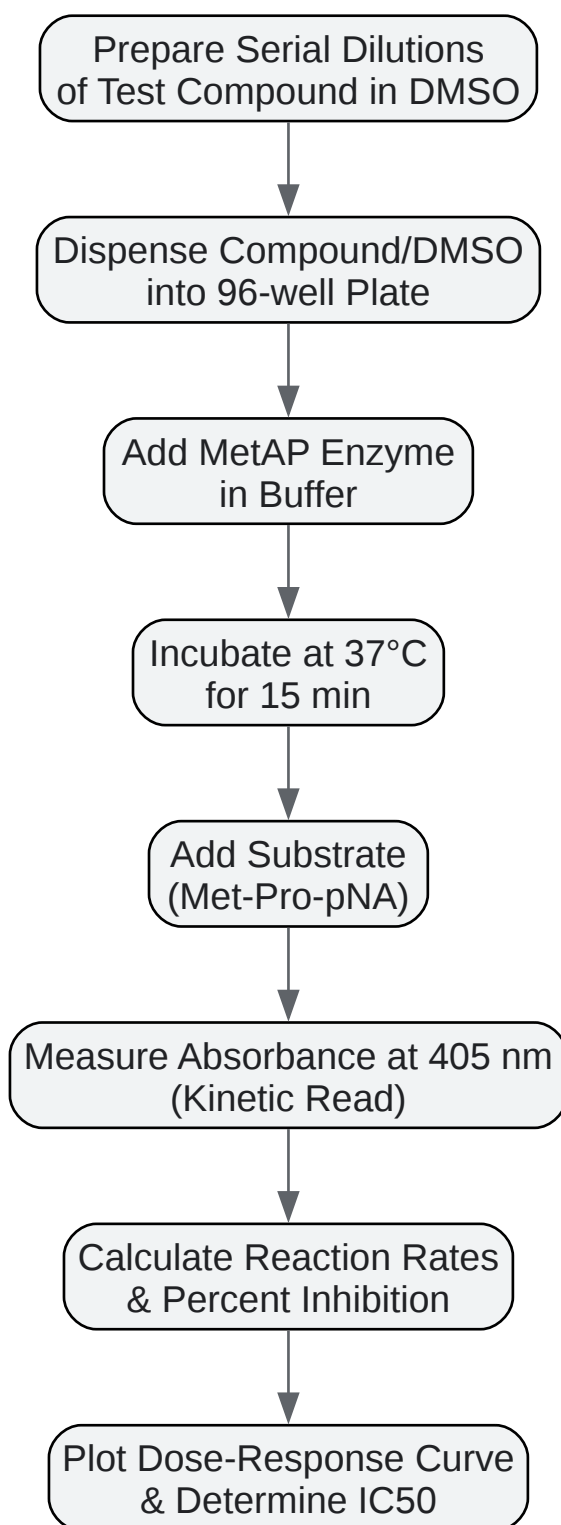 Prepare Serial Dilutions
of Test Compound in DMSO
Dispense Compound/DMSO
into 96-well Plate
Add MetAP Enzyme
in Buffer
Incubate at 37°C
for 15 min
Add Substrate
(Met-Pro-pNA)
Measure Absorbance at 405 nm
(Kinetic Read)
Calculate Reaction Rates
& Percent Inhibition
Plot Dose-Response Curve
& Determine IC50